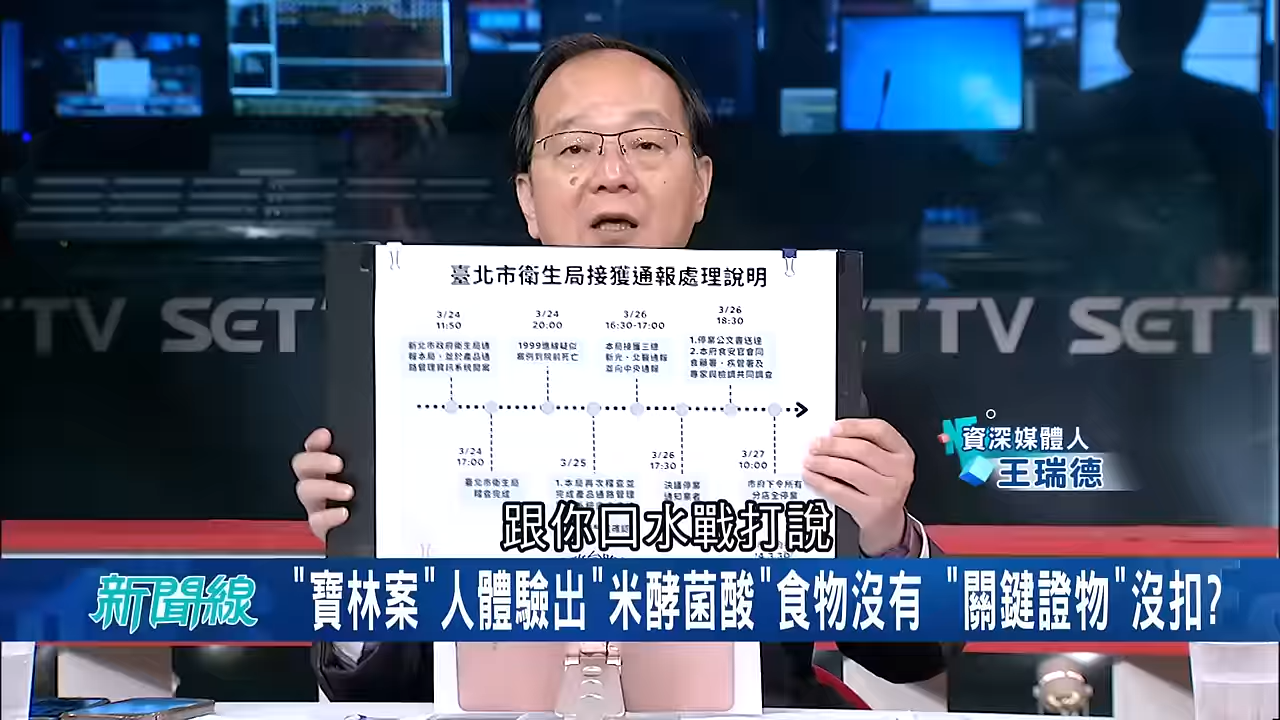 臺北市衛生局接獲通報處理說明
3/24
11:50
新北市政府衛生局通
報本局，並於產品通
路管理資訊系統開案
3/24
20:00
1999進線疑似
案例到院前死亡
3/26
16:30-17:00
本局接獲三總
新光、北醫通報
並向中央通報
3/26
18:30
1.停業公文書送達
2.本府食安官會同
食藥署、疾管署及
專家與檢調共同調查
3/24
17:00
臺北市衛生局
稽查完成
3/25
1.本局再次稽查並
完成產品通路管理
3/26
17:30
決議停業
通知業者
3/27
10:00
市府下令所有
分店全停業
TTV SETT
ETTV SETTV
資深媒體人
王瑞德
跟你口水戰打說
新聞線
"寶林案"人體驗出"米酵菌酸"食物沒有 "關鍵證物"沒扣?